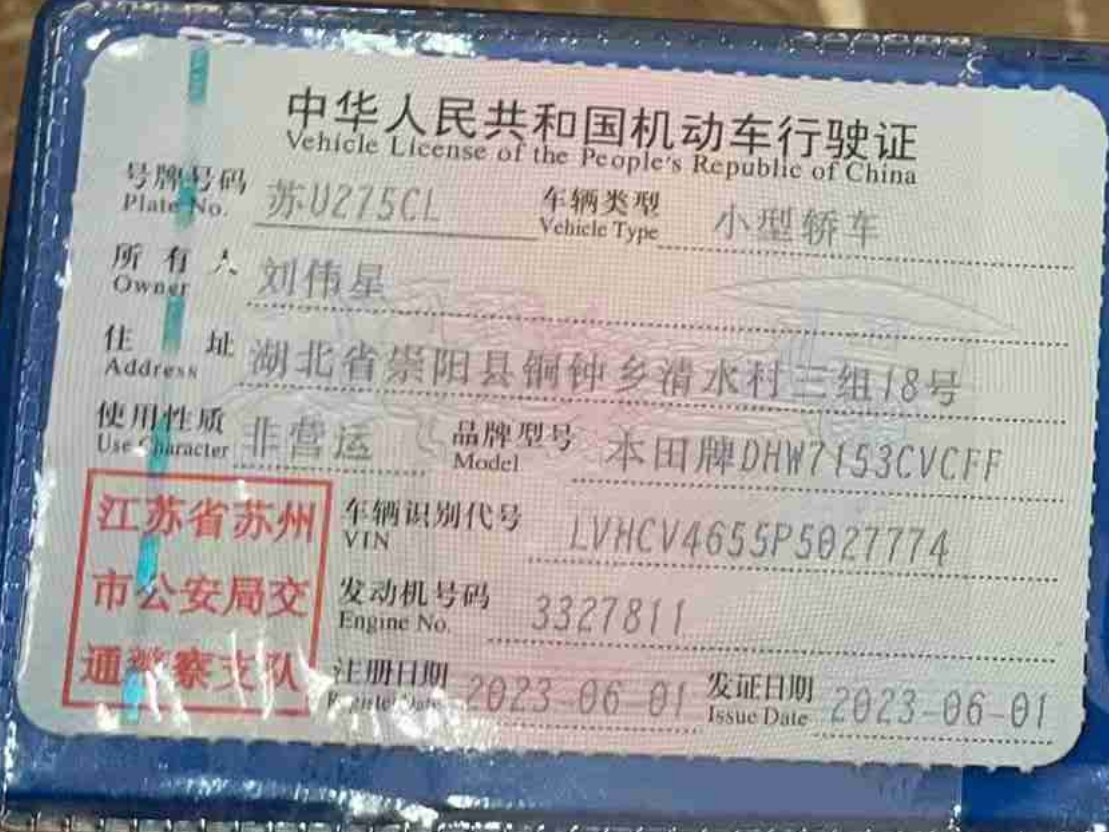 中华人民共和国机动车行驶证
Vehicle License of the People's Republic of China
号牌号码 苏U275CL 车辆类型 小型轿车
Plate No. Vehicle Type
所有人 刘伟星
Owner
住址 湖北省崇阳县铜钟乡清水村三组18号
Address
使用性质 非营运 品牌型号 本田牌DHW7153CVCFF
Use Character Model
江苏省苏州 车辆识别代号 LVHCV4655P5027774
VIN
市公安局交 发动机号码 3327811
Engine No.
通警察支队 注册日期 2023-06-01 发证日期 2023-06-01
Register Date Issue Date